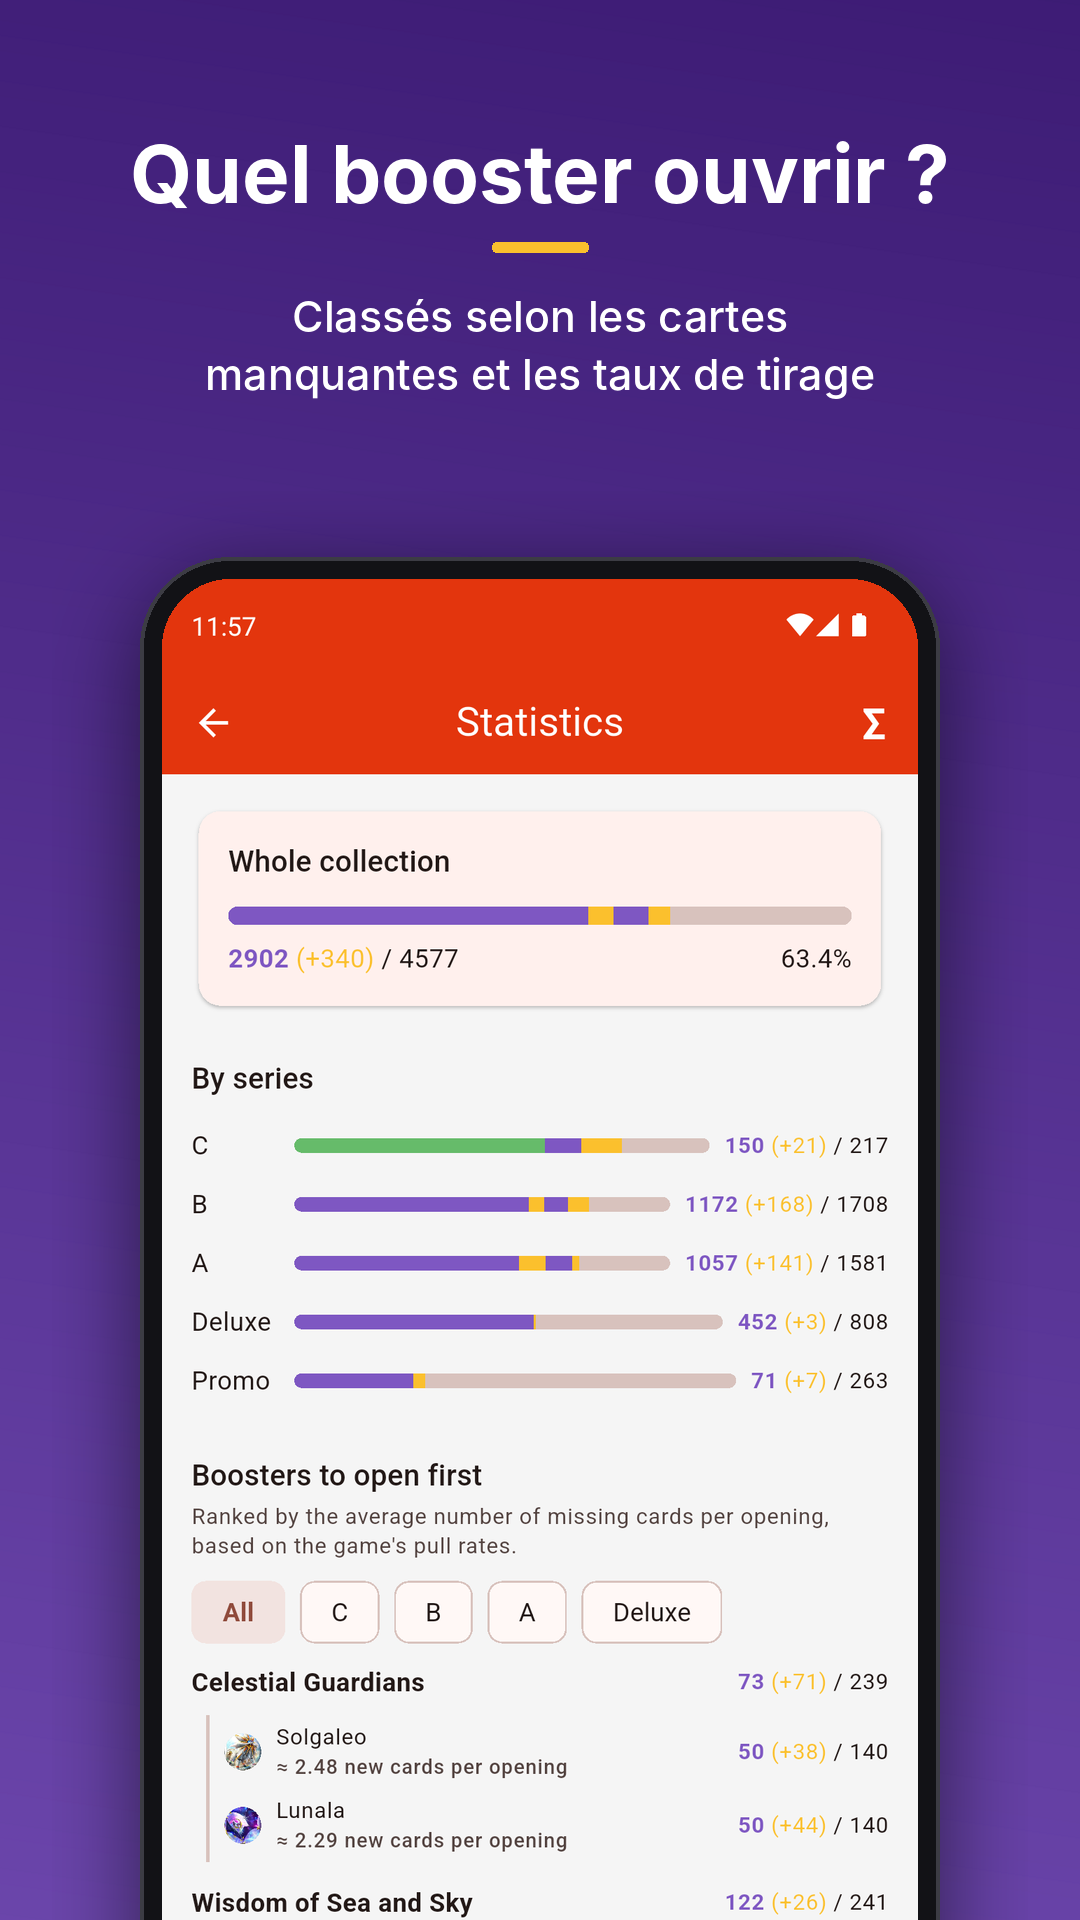 Quel booster ouvrir ?
Classés selon les cartes
manquantes et les taux de tirage
11:57
Statistics
Σ
Whole collection
2902 (+340) / 4577 63.4%
By series
C 150 (+21) / 217
B 1172 (+168) / 1708
A 1057 (+141) / 1581
Deluxe 452 (+3) / 808
Promo 71 (+7) / 263
Boosters to open first
Ranked by the average number of missing cards per opening,
based on the game's pull rates.
All C B A Deluxe
Celestial Guardians 73 (+71) / 239
Solgaleo
≈ 2.48 new cards per opening 50 (+38) / 140
Lunala
≈ 2.29 new cards per opening 50 (+44) / 140
Wisdom of Sea and Sky 122 (+26) / 241